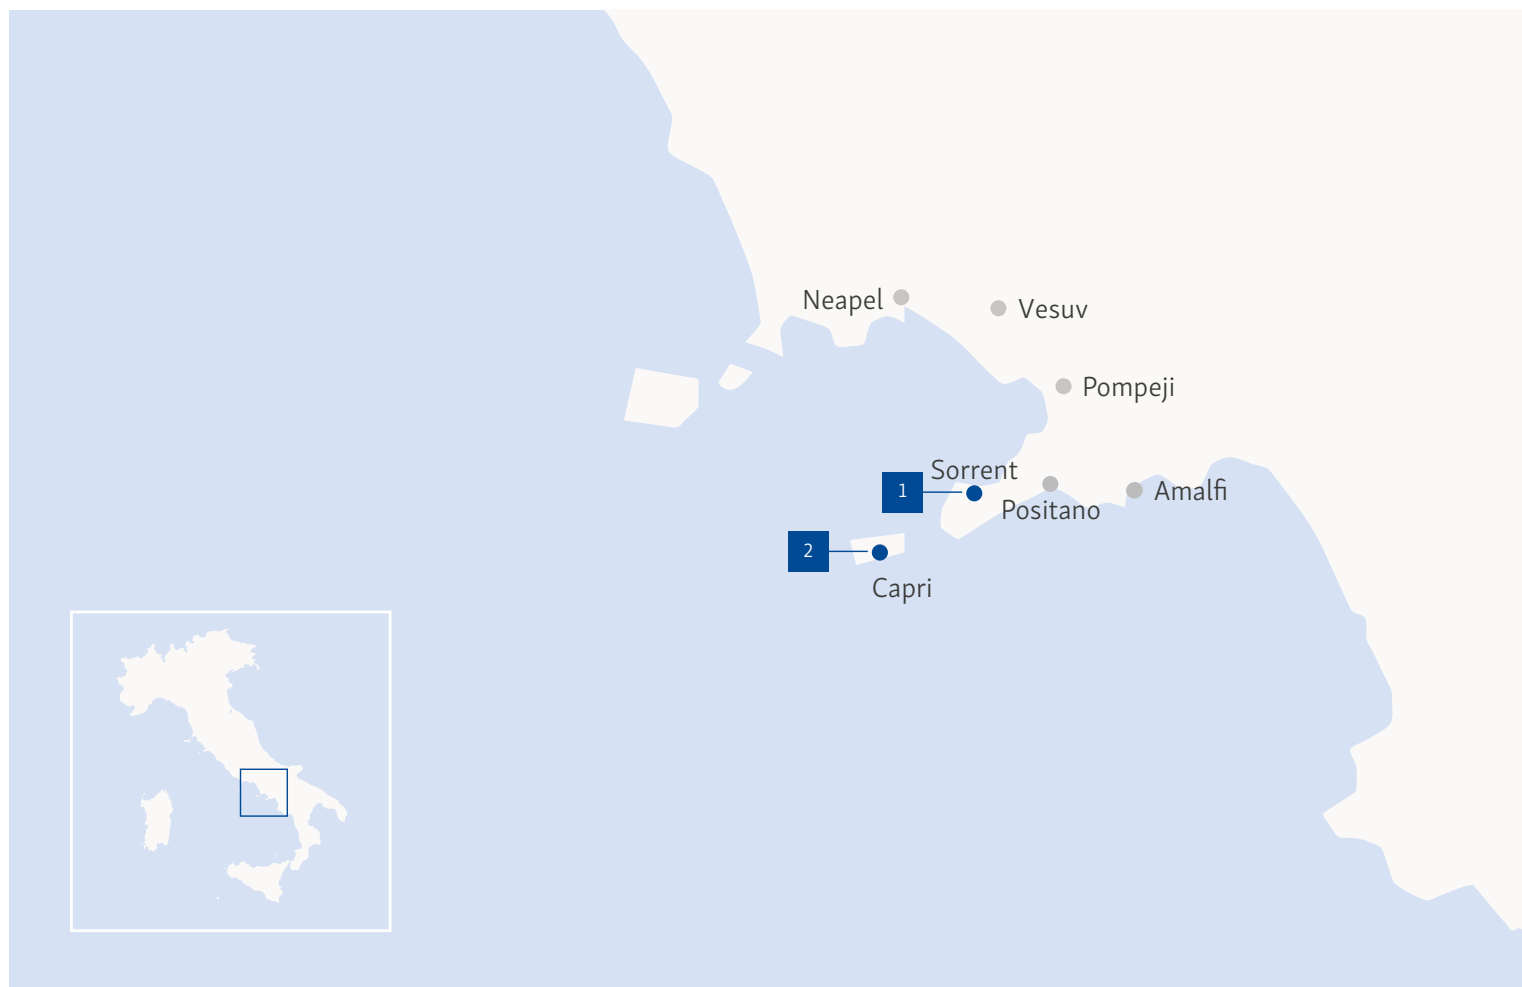 Neapel
Vesuv
Pompeji
Sorrent
1
Positano
Amalfi
2
Capri